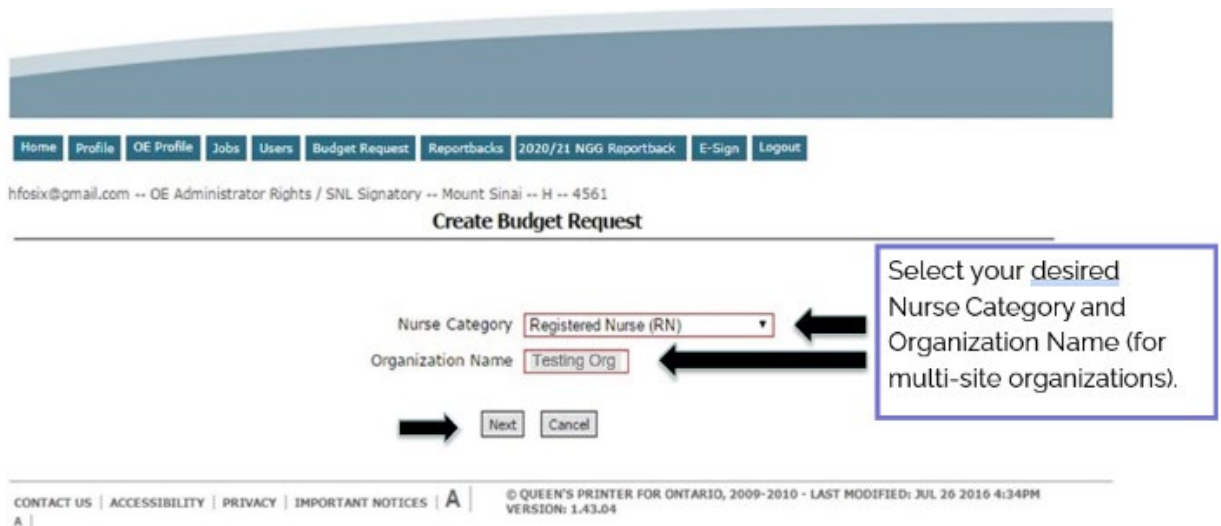 Home Profile OE Profile Jobs Users Budget Request Reportbacks 2020/21 NGG Reportback E-Sign Logout
hfosix@gmail.com -- OE Administrator Rights / SNL Signatory -- Mount Sinai -- H -- 4561
Create Budget Request
Select your desired
Nurse Category and
Organization Name (for
multi-site organizations).
Nurse Category Registered Nurse (RN)
Organization Name Testing Org
Next Cancel
CONTACT US | ACCESSIBILITY | PRIVACY | IMPORTANT NOTICES | A |
A |
© QUEEN'S PRINTER FOR ONTARIO, 2009-2010 - LAST MODIFIED: JUL 26 2016 4:34PM
VERSION: 1.43.04